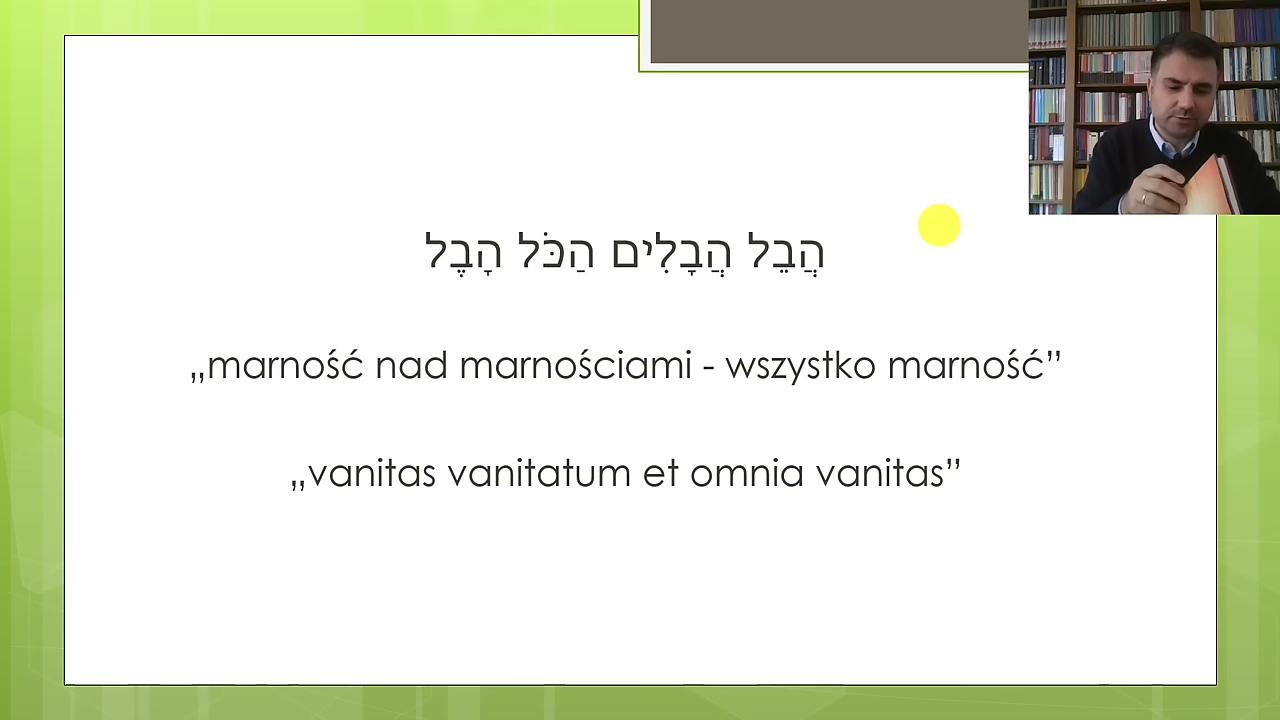 הֲבֵל הֲבָלִים הַכֹּל הָבֶל
„marność nad marnościami - wszystko marność”
„vanitas vanitatum et omnia vanitas”